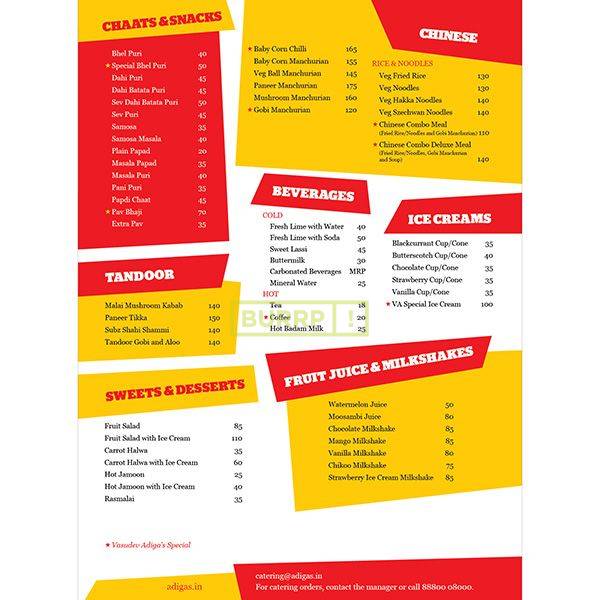 CHAATS & SNACKS
Bhel Puri 40
★ Special Bhel Puri 50
Dahi Puri 45
Dahi Batata Puri 45
Sev Dahi Batata Puri 50
Sev Puri 45
Samosa 35
Samosa Masala 40
Plain Papad 20
Masala Papad 35
Masala Puri 40
Pani Puri 35
Papdi Chaat 45
★ Pav Bhaji 70
Extra Pav 35
CHINESE
★ Baby Corn Chilli 165
Baby Corn Manchurian 155
Veg Ball Manchurian 145
Paneer Manchurian 175
Mushroom Manchurian 160
★ Gobi Manchurian 120
RICE & NOODLES
Veg Fried Rice 130
Veg Noodles 130
Veg Hakka Noodles 140
Veg Szechwan Noodles 140
★ Chinese Combo Meal
(Fried Rice/Noodles and Gobi Manchurian) 110
★ Chinese Combo Deluxe Meal
(Fried Rice/Noodles, Gobi Manchurian
and Soup) 140
TANDOOR
Malai Mushroom Kabab 140
Paneer Tikka 150
Subz Shahi Shammi 140
Tandoor Gobi and Aloo 140
BEVERAGES
COLD
Fresh Lime with Water 40
Fresh Lime with Soda 50
Sweet Lassi 45
Buttermilk 30
Carbonated Beverages MRP
Mineral Water 25
HOT
Tea 18
★ Coffee 20
Hot Badam Milk 25
BURRP!
ICE CREAMS
Blackcurrant Cup/Cone 35
Butterscotch Cup/Cone 40
Chocolate Cup/Cone 35
Strawberry Cup/Cone 35
Vanilla Cup/Cone 35
★ VA Special Ice Cream 100
SWEETS & DESSERTS
Fruit Salad 85
Fruit Salad with Ice Cream 110
Carrot Halwa 35
Carrot Halwa with Ice Cream 60
Hot Jamoon 25
Hot Jamoon with Ice Cream 40
Rasmalai 35
FRUIT JUICE & MILKSHAKES
Watermelon Juice 50
Moosambi Juice 80
Chocolate Milkshake 85
Mango Milkshake 85
Vanilla Milkshake 80
Chikoo Milkshake 75
Strawberry Ice Cream Milkshake 85
★ Vasudev Adiga's Special
adigas.in
catering@adigas.in
For catering orders, contact the manager or call 88800 08000.